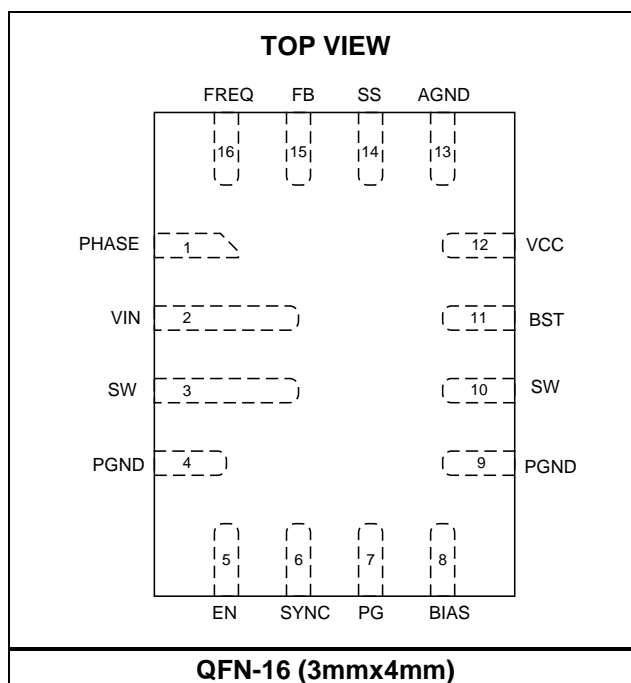 TOP VIEW
FREQ FB SS AGND
16 15 14 13
PHASE 1 12 VCC
VIN 2 11 BST
SW 3 10 SW
PGND 4 9 PGND
5 6 7 8
EN SYNC PG BIAS
QFN-16 (3mmx4mm)